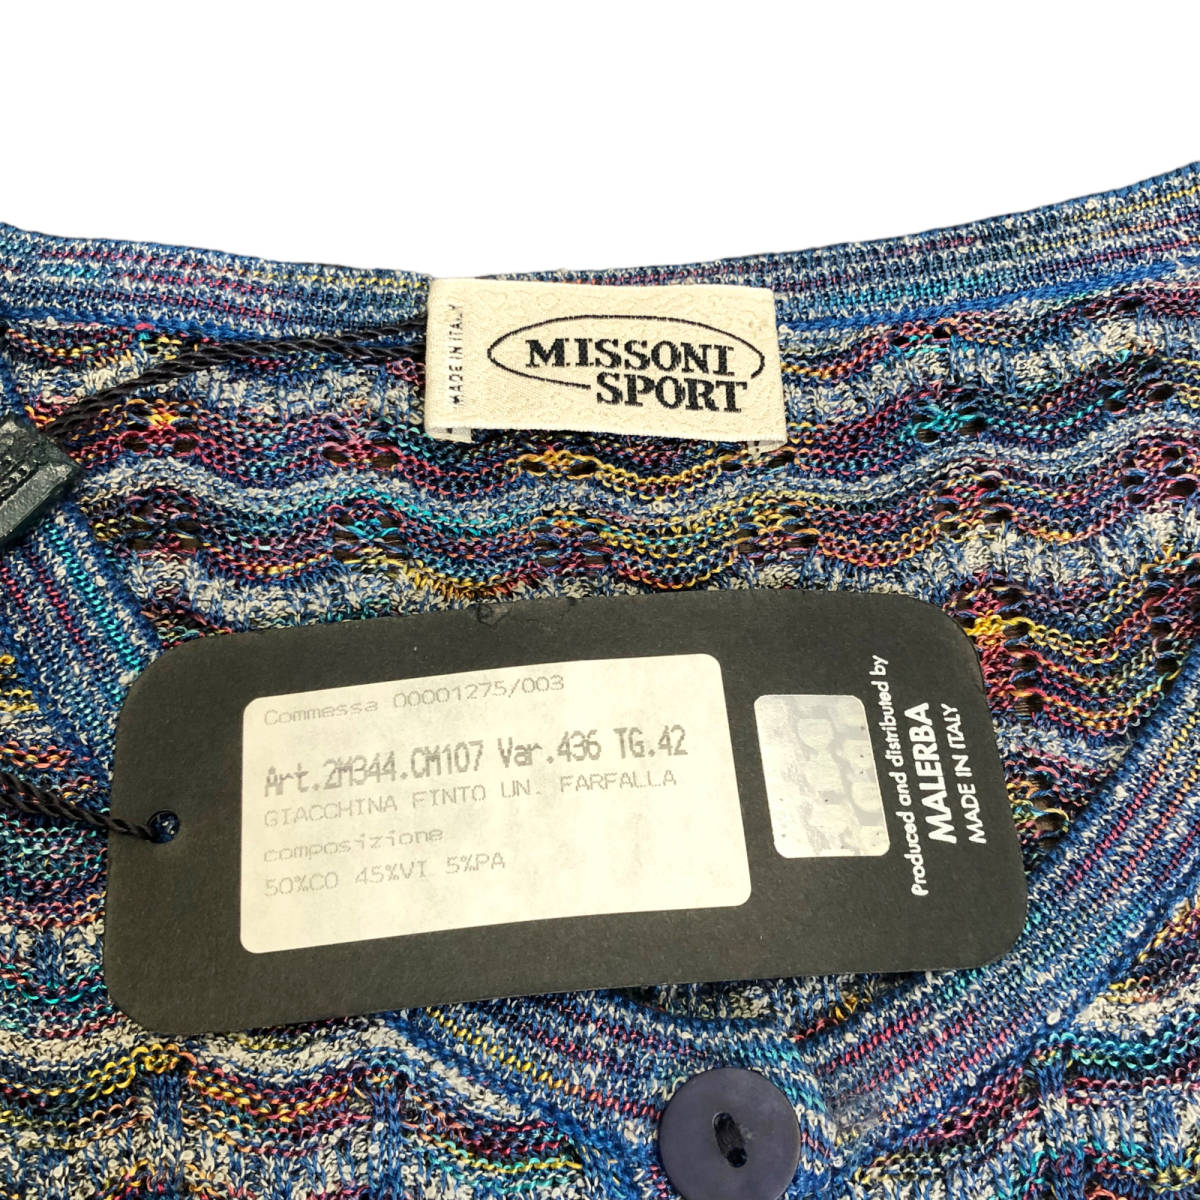 MISSONI
SPORT
MADE IN ITALY
Commessa 00001275/003
Art.2M344.CM107 Var.436 TG.42
GIACCHINA FINTO UN. FARFALLA
composizione
50%CO 45%VI 5%PA
Produced and distributed by
MALERBA
MADE IN ITALY